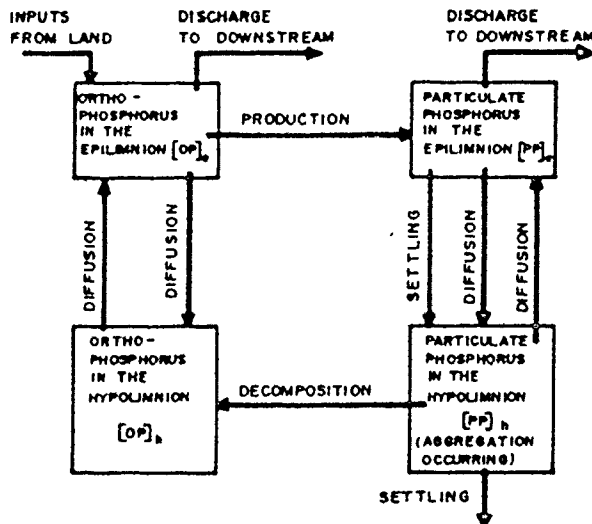 INPUTS
FROM LAND
DISCHARGE
TO DOWNSTREAM
DISCHARGE
TO DOWNSTREAM
ORTHO-
PHOSPHORUS
IN THE
EPILIMNION [OP]e
PRODUCTION
PARTICULATE
PHOSPHORUS
IN THE
EPILIMNION [PP]e
DIFFUSION
DIFFUSION
SETTLING
DIFFUSION
DIFFUSION
ORTHO-
PHOSPHORUS
IN THE
HYPOLIMNION
[OP]h
DECOMPOSITION
PARTICULATE
PHOSPHORUS
IN THE
HYPOLIMNION
[PP]h
(AGGREGATION
OCCURRING)
SETTLING